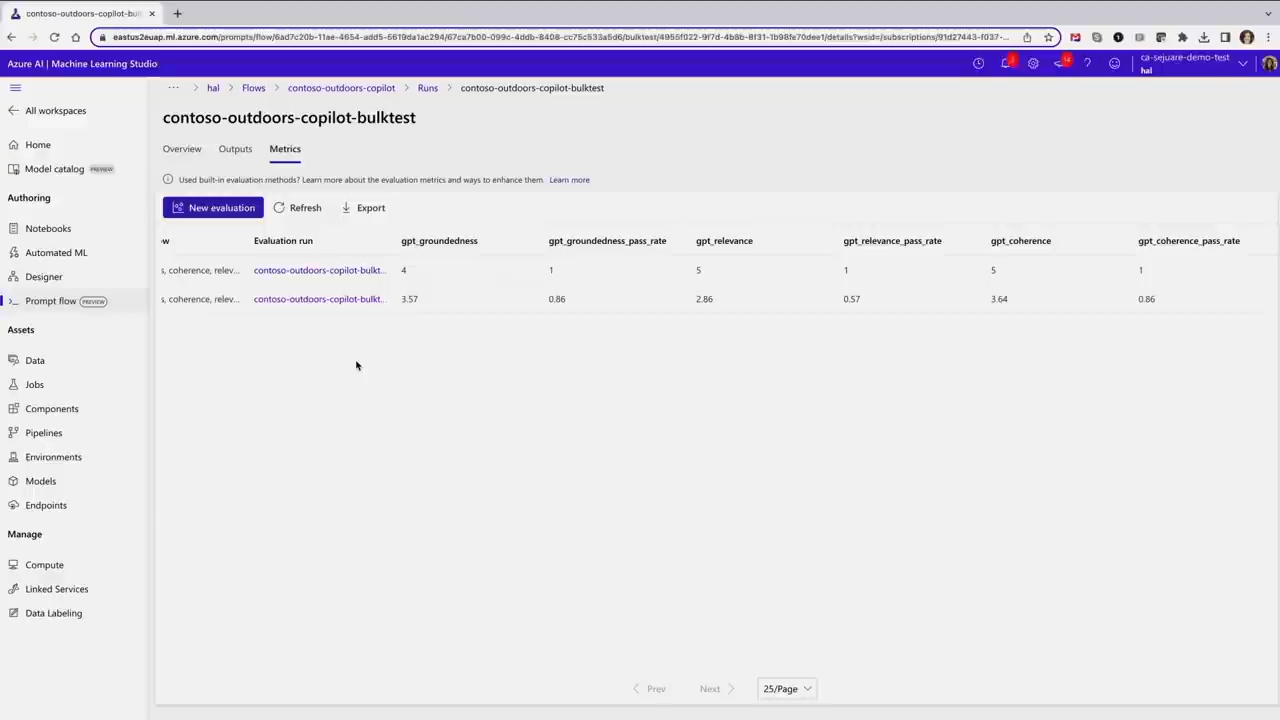 contoso-outdoors-copilot-bul
eastus2euap.ml.azure.com/prompts/flow/6ad7c20b-11ae-4654-add5-5619da1ac294/67ca7b00-099c-4ddb-8408-cc75c533a5d6/bulktest/4955f022-9f7d-4b8b-8f31-1b98fe70dee1/details?wsid=/subscriptions/91d27443-f037-...
Azure AI | Machine Learning Studio
ca-sejuare-demo-test
hal
... > hal > Flows > contoso-outdoors-copilot > Runs > contoso-outdoors-copilot-bulktest
All workspaces
Home
Model catalog PREVIEW
Authoring
Notebooks
Automated ML
Designer
Prompt flow PREVIEW
Assets
Data
Jobs
Components
Pipelines
Environments
Models
Endpoints
Manage
Compute
Linked Services
Data Labeling
contoso-outdoors-copilot-bulktest
Overview Outputs Metrics
Used built-in evaluation methods? Learn more about the evaluation metrics and ways to enhance them. Learn more
New evaluation Refresh Export
w Evaluation run gpt_groundedness gpt_groundedness_pass_rate gpt_relevance gpt_relevance_pass_rate gpt_coherence gpt_coherence_pass_rate
s, coherence, relev... contoso-outdoors-copilot-bulkt... 4 1 5 1 5 1
s, coherence, relev... contoso-outdoors-copilot-bulkt... 3.57 0.86 2.86 0.57 3.64 0.86
Prev Next 25/Page